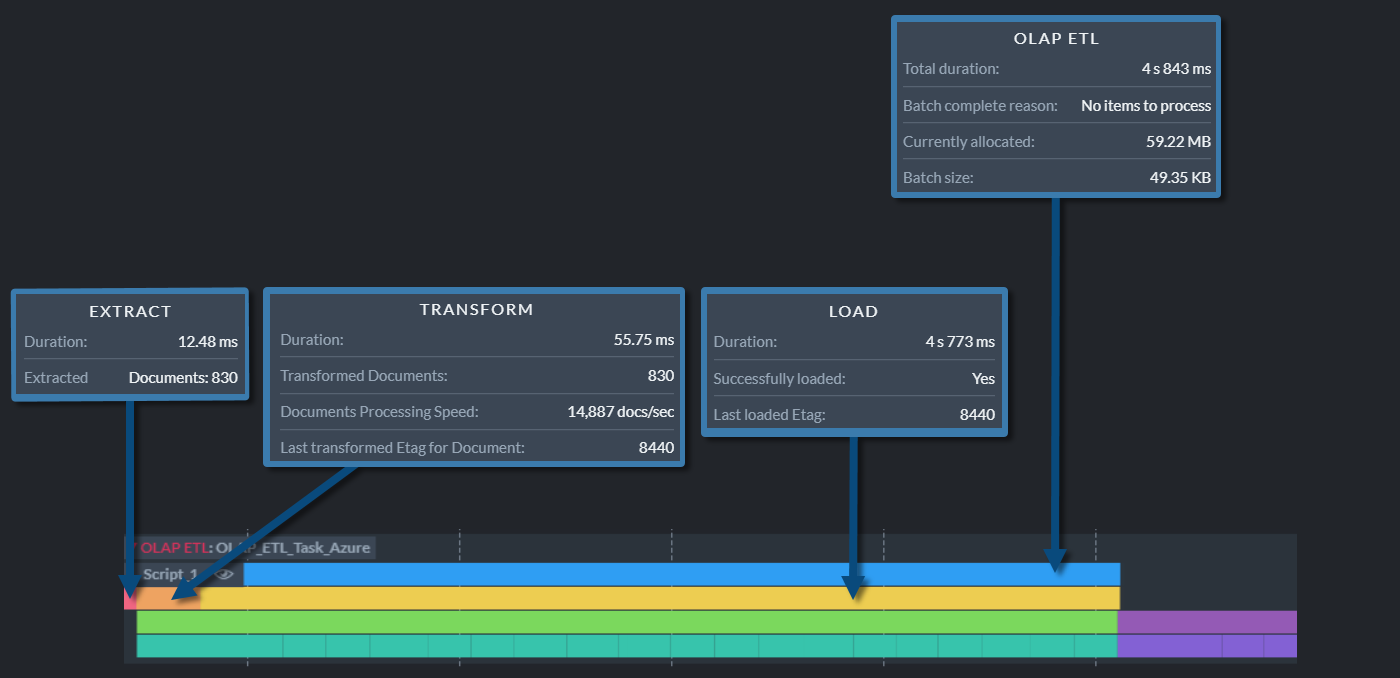 OLAP ETL
Total duration: 4 s 843 ms
Batch complete reason: No items to process
Currently allocated: 59.22 MB
Batch size: 49.35 KB
EXTRACT
Duration: 12.48 ms
Extracted Documents: 830
TRANSFORM
Duration: 55.75 ms
Transformed Documents: 830
Documents Processing Speed: 14,887 docs/sec
Last transformed Etag for Document: 8440
LOAD
Duration: 4 s 773 ms
Successfully loaded: Yes
Last loaded Etag: 8440
OLAP ETL: OLAP_ETL_Task_Azure
Script_1